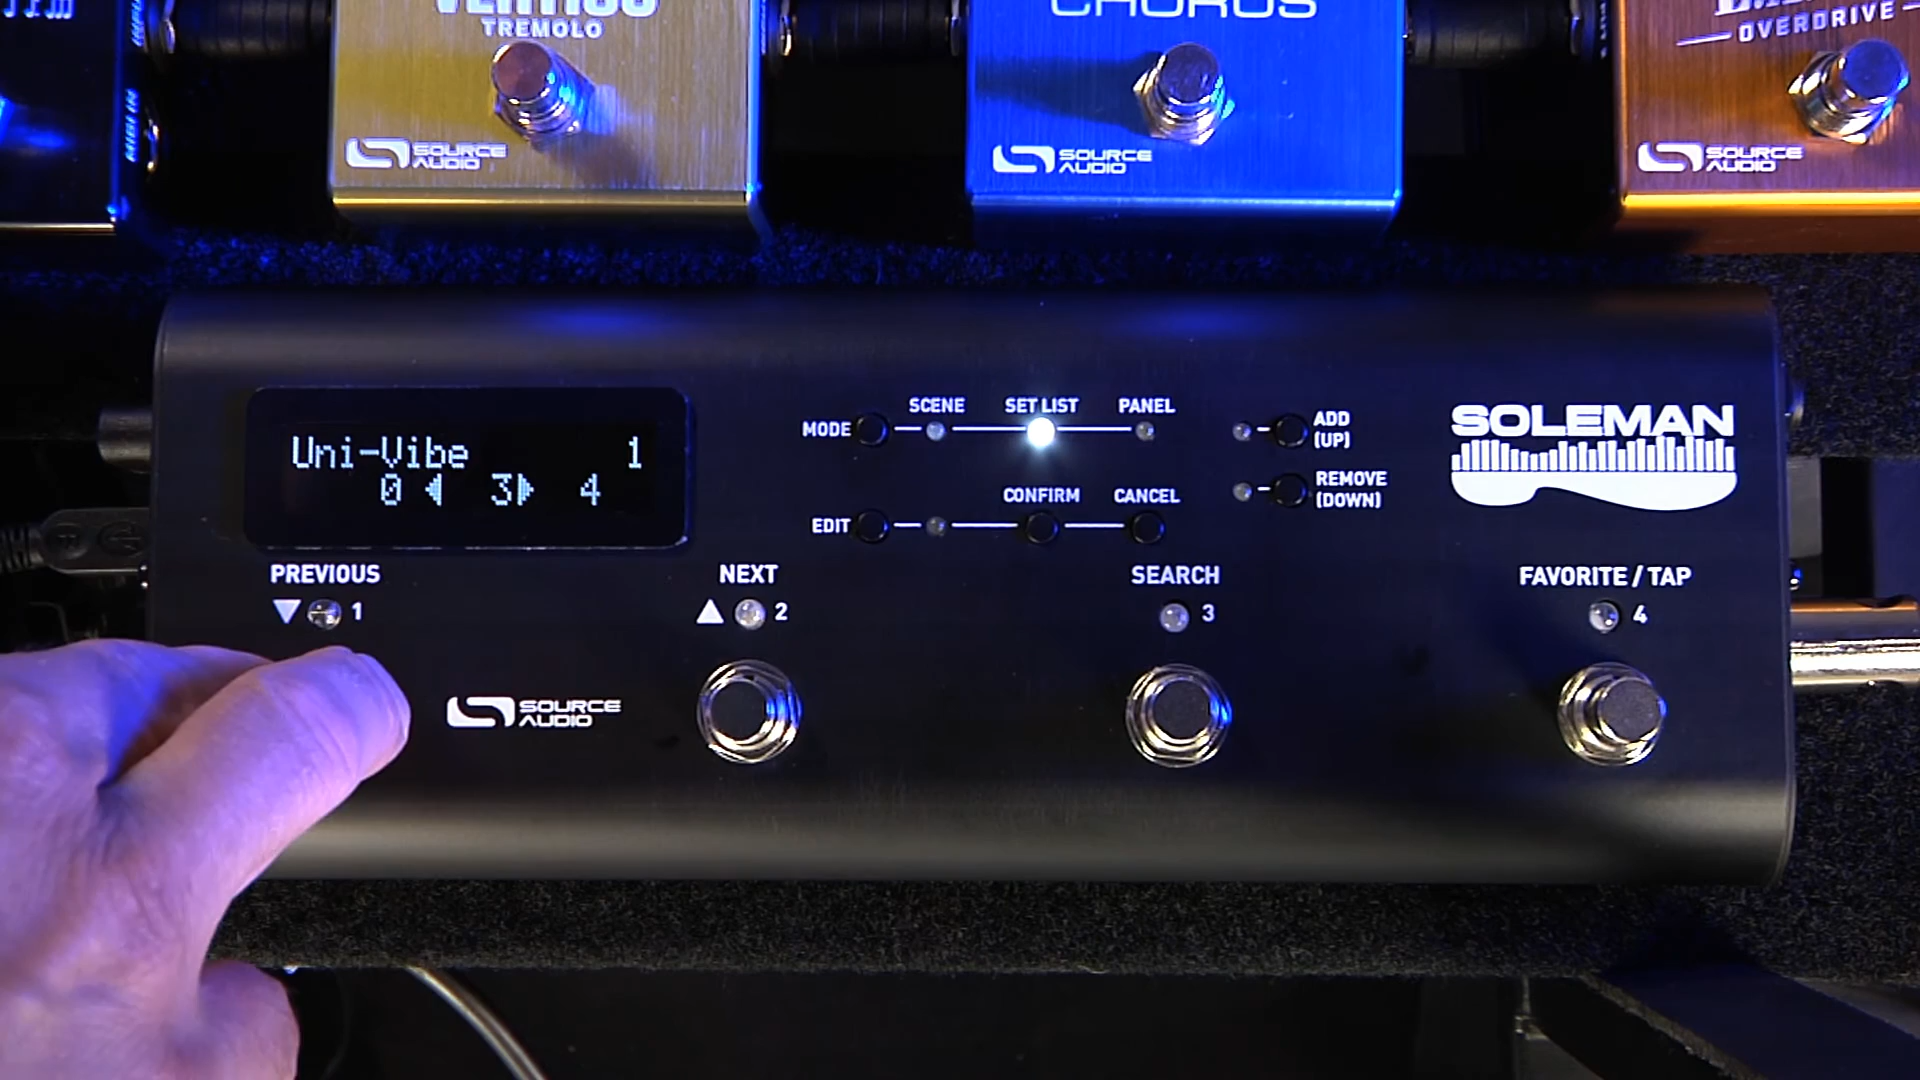 VERTIGO
TREMOLO
CHORUS
OVERDRIVE
SOURCE
AUDIO
SOURCE
AUDIO
SOURCE
AUDIO
Uni-Vibe 1
0 ◀ 3▶ 4
SCENE SET LIST PANEL
MODE
ADD
(UP)
CONFIRM CANCEL
REMOVE
(DOWN)
EDIT
SOLEMAN
PREVIOUS NEXT SEARCH FAVORITE / TAP
▼ 1 ▲ 2 3 4
SOURCE
AUDIO